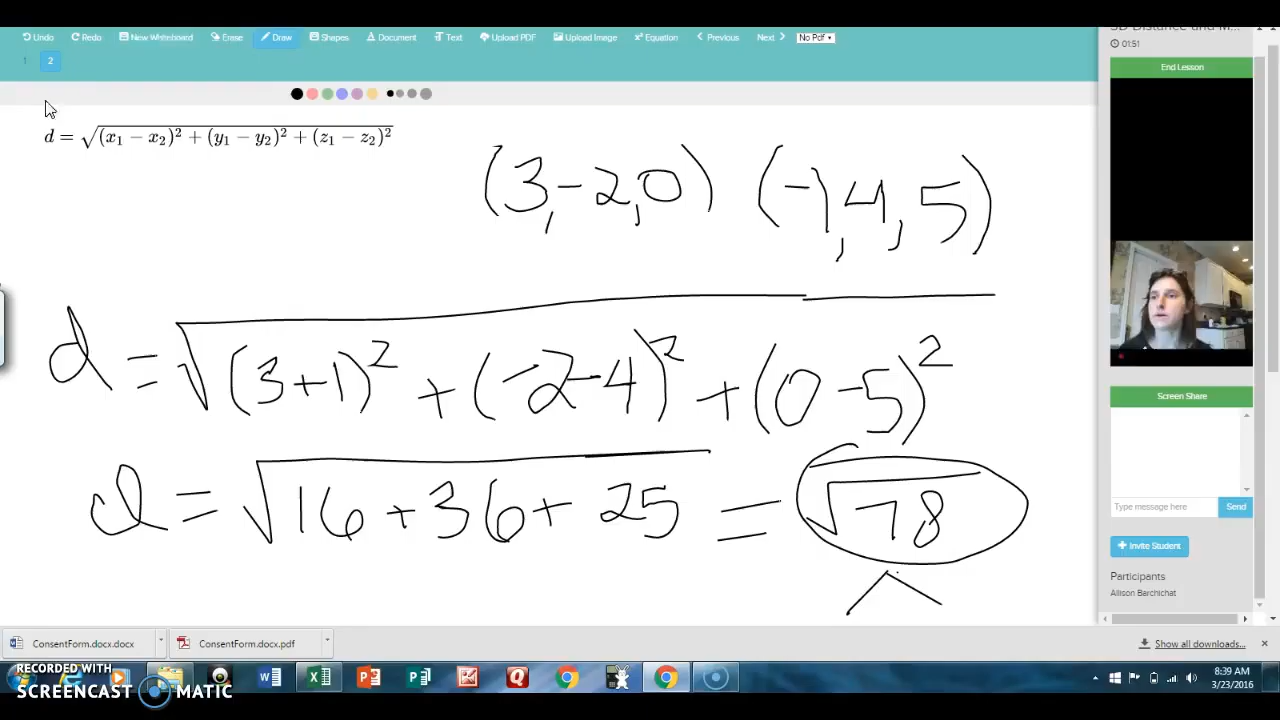 Undo Redo New Whiteboard Erase Draw Shapes Document Text Upload PDF Upload Image x² Equation Previous Next No Pdf
01:51
1 2
End Lesson
d = √(x₁ − x₂)² + (y₁ − y₂)² + (z₁ − z₂)²
(3,-2,0) (-1,4,5)
d = √(3+1)² + (-2-4)² + (0-5)²
d = √16+36+25 = √78
Screen Share
Type message here Send
Invite Student
Participants
Allison Barchichat
ConsentForm.docx.docx ConsentForm.docx.pdf Show all downloads...
RECORDED WITH
SCREENCAST MATIC
8:39 AM
3/23/2016